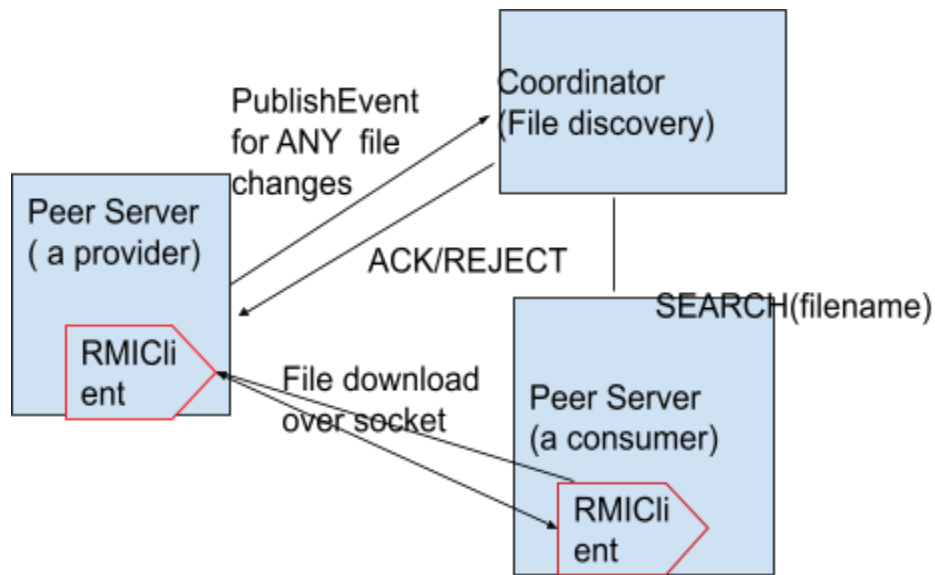 PublishEvent
for ANY file
changes
Coordinator
(File discovery)
Peer Server
( a provider)
ACK/REJECT
SEARCH(filename)
RMICli
ent
File download
over socket
Peer Server
(a consumer)
RMICli
ent